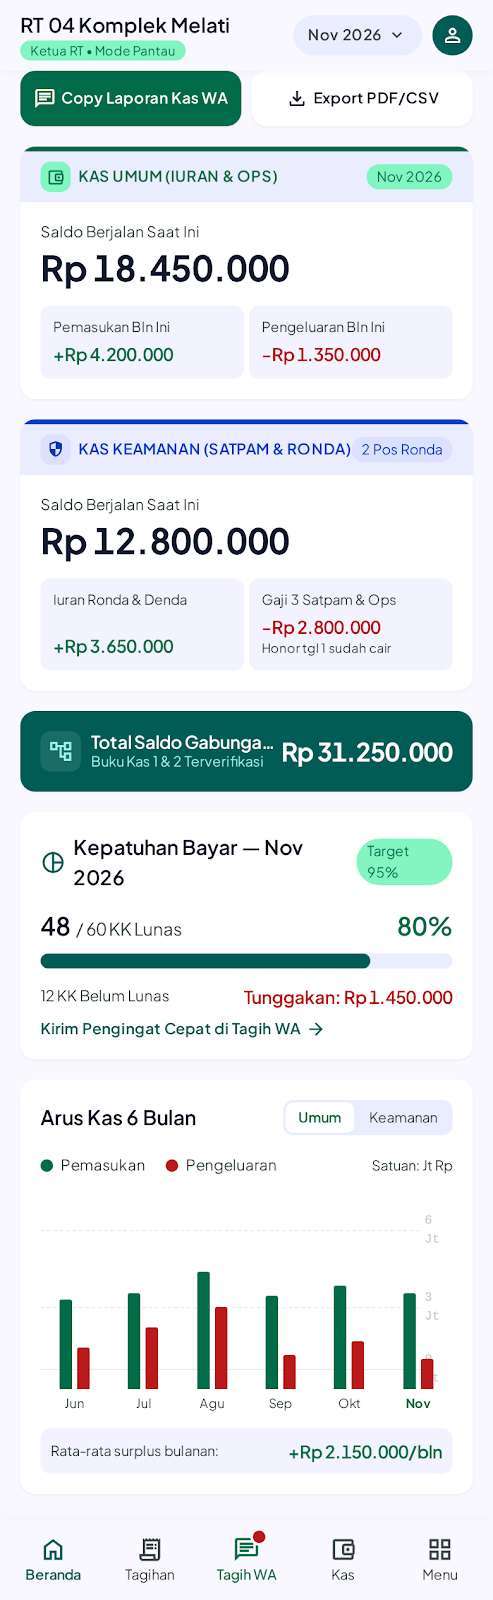 RT 04 Komplek Melati
Ketua RT • Mode Pantau
Nov 2026
Copy Laporan Kas WA
Export PDF/CSV
KAS UMUM (IURAN & OPS)
Nov 2026
Saldo Berjalan Saat Ini
Rp 18.450.000
Pemasukan Bln Ini
+Rp 4.200.000
Pengeluaran Bln Ini
-Rp 1.350.000
KAS KEAMANAN (SATPAM & RONDA)
2 Pos Ronda
Saldo Berjalan Saat Ini
Rp 12.800.000
Iuran Ronda & Denda
+Rp 3.650.000
Gaji 3 Satpam & Ops
-Rp 2.800.000
Honor tgl 1 sudah cair
Total Saldo Gabunga...
Buku Kas 1 & 2 Terverifikasi
Rp 31.250.000
Kepatuhan Bayar — Nov
2026
Target
95%
48 / 60 KK Lunas
80%
12 KK Belum Lunas
Tunggakan: Rp 1.450.000
Kirim Pengingat Cepat di Tagih WA →
Arus Kas 6 Bulan
Umum
Keamanan
Pemasukan
Pengeluaran
Satuan: Jt Rp
6
Jt
3
Jt
Jun
Jul
Agu
Sep
Okt
Nov
Rata-rata surplus bulanan:
+Rp 2.150.000/bln
Beranda
Tagihan
Tagih WA
Kas
Menu